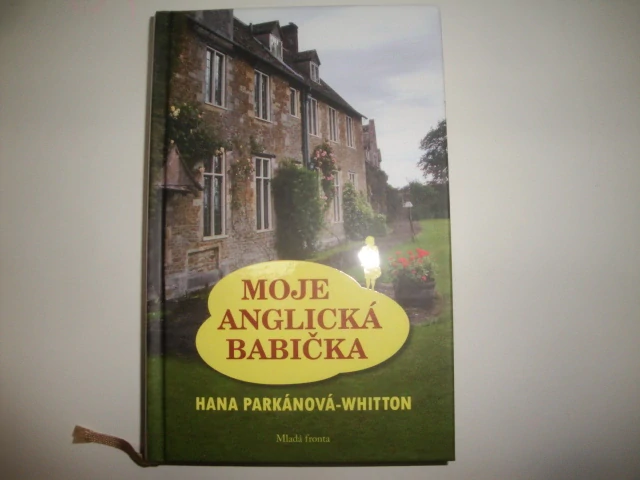 MOJE
ANGLICKÁ
BABIČKA
HANA PARKÁNOVÁ-WHITTON
Mladá fronta